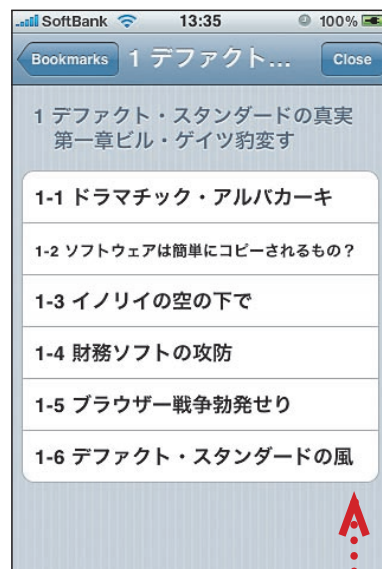 SoftBank 13:35 100%
Bookmarks 1 デファクト... Close
1 デファクト・スタンダードの真実
第一章ビル・ゲイツ豹変す
1-1 ドラマチック・アルバカーキ
1-2 ソフトウェアは簡単にコピーされるもの？
1-3 イノリイの空の下で
1-4 財務ソフトの攻防
1-5 ブラウザー戦争勃発せり
1-6 デファクト・スタンダードの風